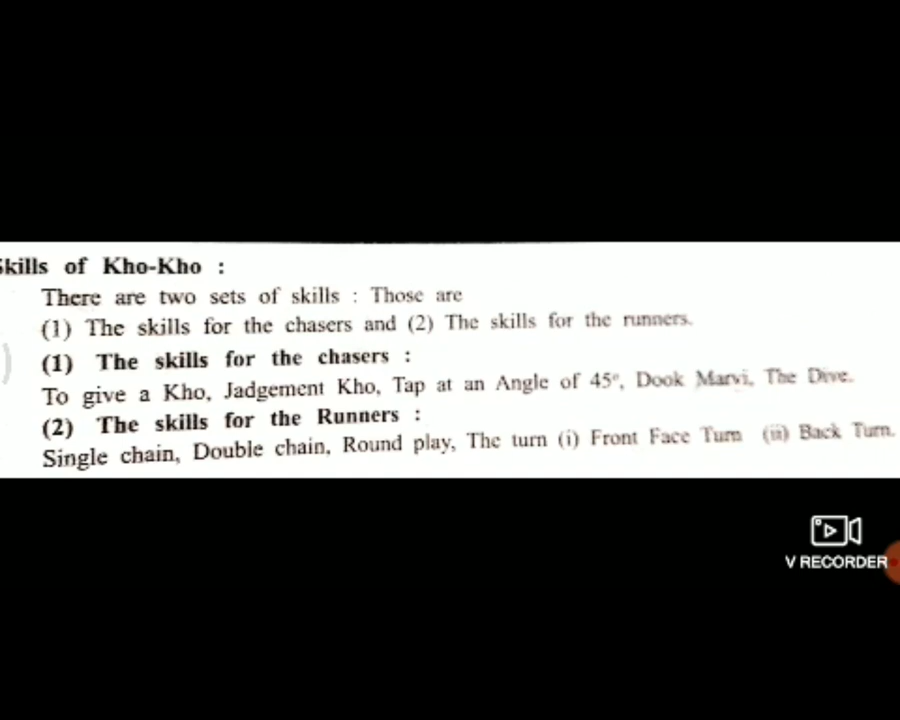 Skills of Kho-Kho :
There are two sets of skills : Those are
(1) The skills for the chasers and (2) The skills for the runners.
(1) The skills for the chasers :
To give a Kho, Jadgement Kho, Tap at an Angle of 45°, Dook Marvi, The Dive.
(2) The skills for the Runners :
Single chain, Double chain, Round play, The turn (i) Front Face Turn (iii) Back Turn.
V RECORDER